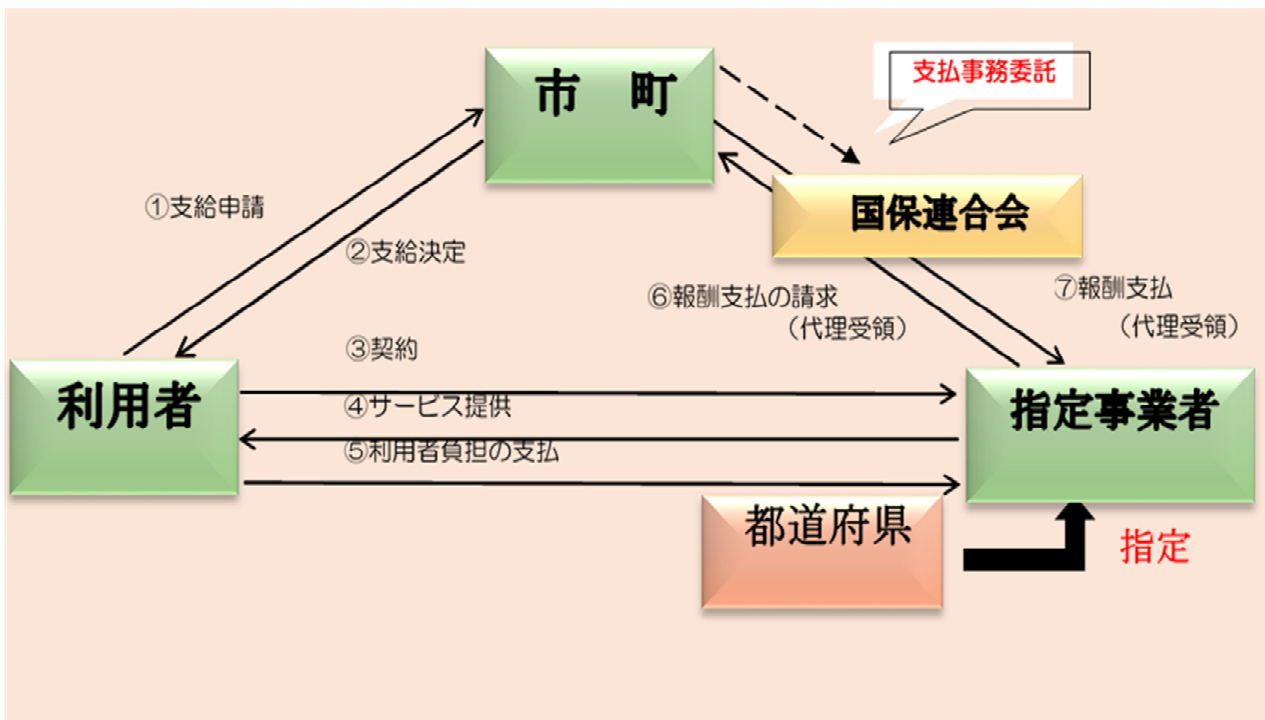 市　町
支払事務委託
①支給申請
国保連合会
②支給決定
⑥報酬支払の請求
（代理受領）
⑦報酬支払
（代理受領）
③契約
利用者
④サービス提供
指定事業者
⑤利用者負担の支払
都道府県
指定